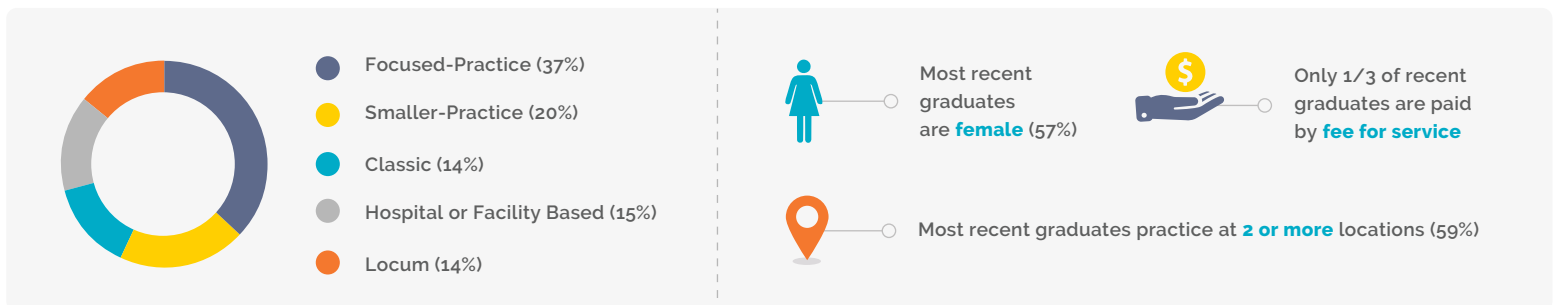 Focused-Practice (37%)
Smaller-Practice (20%)
Classic (14%)
Hospital or Facility Based (15%)
Locum (14%)
Most recent
graduates
are female (57%)
$
Only 1/3 of recent
graduates are paid
by fee for service
Most recent graduates practice at 2 or more locations (59%)